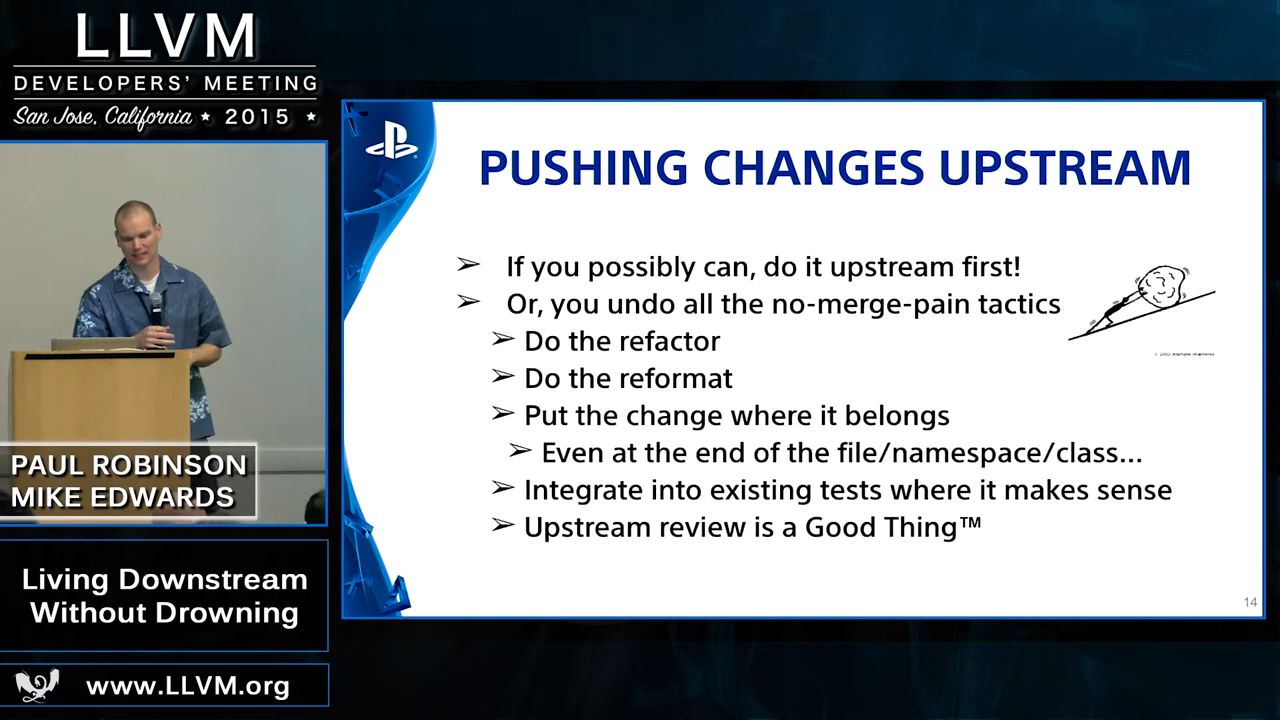 LLVM
DEVELOPERS' MEETING
San Jose, California ★ 2015 ★
PAUL ROBINSON
MIKE EDWARDS
Living Downstream
Without Drowning
www.LLVM.org
PUSHING CHANGES UPSTREAM
➢ If you possibly can, do it upstream first!
➢ Or, you undo all the no-merge-pain tactics
➢ Do the refactor
➢ Do the reformat
➢ Put the change where it belongs
➢ Even at the end of the file/namespace/class...
➢ Integrate into existing tests where it makes sense
➢ Upstream review is a Good Thing™
14